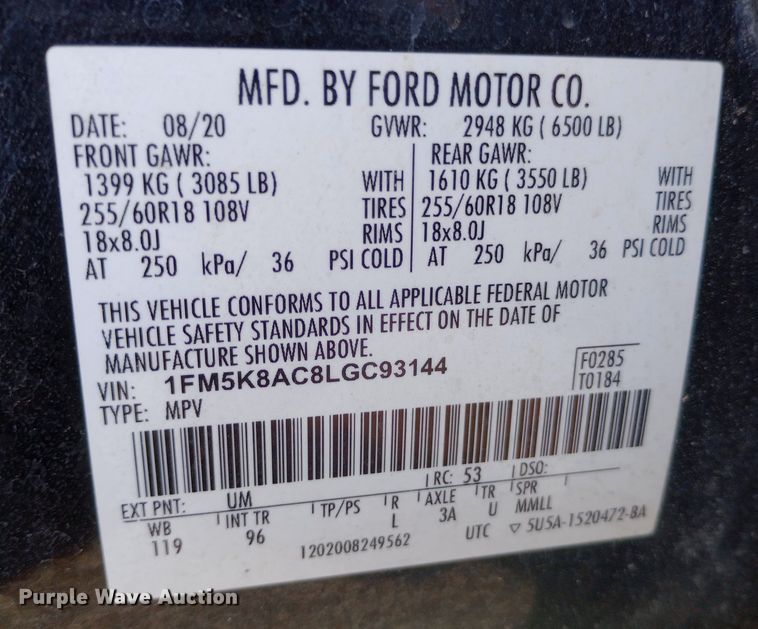 MFD. BY FORD MOTOR CO.
DATE: 08/20 GVWR: 2948 KG ( 6500 LB)
FRONT GAWR: REAR GAWR:
1399 KG ( 3085 LB) WITH 1610 KG ( 3550 LB) WITH
255/60R18 108V TIRES 255/60R18 108V TIRES
18x8.0J RIMS 18x8.0J RIMS
AT 250 kPa/ 36 PSI COLD AT 250 kPa/ 36 PSI COLD
THIS VEHICLE CONFORMS TO ALL APPLICABLE FEDERAL MOTOR
VEHICLE SAFETY STANDARDS IN EFFECT ON THE DATE OF
MANUFACTURE SHOWN ABOVE.
VIN: 1FM5K8AC8LGC93144 F0285
TYPE: MPV T0184
EXT PNT: UM RC: 53 DSO:
WB INT TR TP/PS R AXLE TR SPR
119 96 L 3A U MMLL
1202008249562 UTC ▽ 5U5A-1520472-BA
Purple Wave Auction